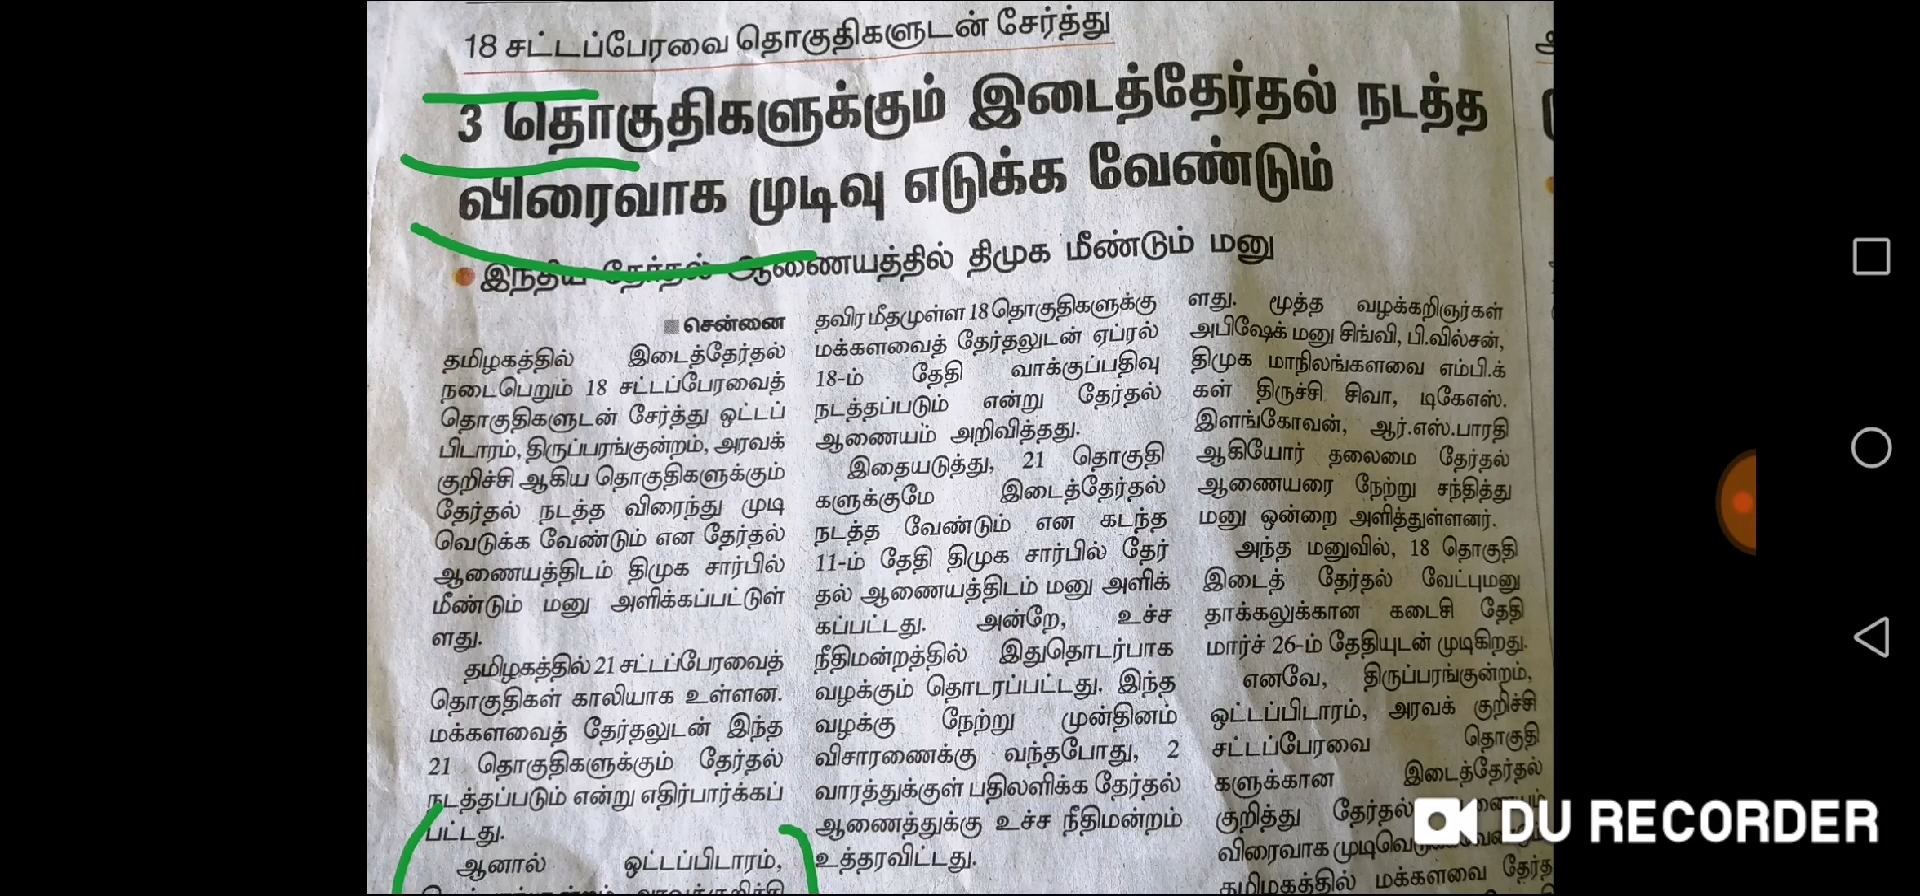 18 சட்டப்பேரவை தொகுதிகளுடன் சேர்த்து
3 தொகுதிகளுக்கும் இடைத்தேர்தல் நடத்த
விரைவாக முடிவு எடுக்க வேண்டும்
இந்திய தேர்தல் ஆணையத்தில் திமுக மீண்டும் மனு
சென்னை
தமிழகத்தில் இடைத்தேர்தல்
நடைபெறும் 18 சட்டப்பேரவைத்
தொகுதிகளுடன் சேர்த்து ஒட்டப்
பிடாரம், திருப்பரங்குன்றம், அரவக்
குறிச்சி ஆகிய தொகுதிகளுக்கும்
தேர்தல் நடத்த விரைந்து முடி
வெடுக்க வேண்டும் என தேர்தல்
ஆணையத்திடம் திமுக சார்பில்
மீண்டும் மனு அளிக்கப்பட்டுள்
ளது.
தமிழகத்தில் 21 சட்டப்பேரவைத்
தொகுதிகள் காலியாக உள்ளன.
மக்களவைத் தேர்தலுடன் இந்த
21 தொகுதிகளுக்கும் தேர்தல்
நடத்தப்படும் என்று எதிர்பார்க்கப்
பட்டது.
ஆனால் ஒட்டப்பிடாரம்,
தவிர மீதமுள்ள 18 தொகுதிகளுக்கு
மக்களவைத் தேர்தலுடன் ஏப்ரல்
18-ம் தேதி வாக்குப்பதிவு
நடத்தப்படும் என்று தேர்தல்
ஆணையம் அறிவித்தது.
இதையடுத்து, 21 தொகுதி
களுக்குமே இடைத்தேர்தல்
நடத்த வேண்டும் என கடந்த
11-ம் தேதி திமுக சார்பில் தேர்
தல் ஆணையத்திடம் மனு அளிக்
கப்பட்டது. அன்றே, உச்ச
நீதிமன்றத்தில் இதுதொடர்பாக
வழக்கும் தொடரப்பட்டது. இந்த
வழக்கு நேற்று முன்தினம்
விசாரணைக்கு வந்தபோது, 2
வாரத்துக்குள் பதிலளிக்க தேர்தல்
ஆணைத்துக்கு உச்ச நீதிமன்றம்
உத்தரவிட்டது.
ளது. மூத்த வழக்கறிஞர்கள்
அபிஷேக் மனு சிங்வி, பி.வில்சன்,
திமுக மாநிலங்களவை எம்பி.க்
கள் திருச்சி சிவா, டிகேஎஸ்.
இளங்கோவன், ஆர்.எஸ்.பாரதி
ஆகியோர் தலைமை தேர்தல்
ஆணையரை நேற்று சந்தித்து
மனு ஒன்றை அளித்துள்ளனர்.
அந்த மனுவில், 18 தொகுதி
இடைத் தேர்தல் வேட்புமனு
தாக்கலுக்கான கடைசி தேதி
மார்ச் 26-ம் தேதியுடன் முடிகிறது.
எனவே, திருப்பரங்குன்றம்,
ஒட்டப்பிடாரம், அரவக் குறிச்சி
சட்டப்பேரவை தொகுதி
களுக்கான இடைத்தேர்தல்
குறித்து தேர்தல்
விரைவாக
தமிழகத்தில் மக்களவை
DU RECORDER